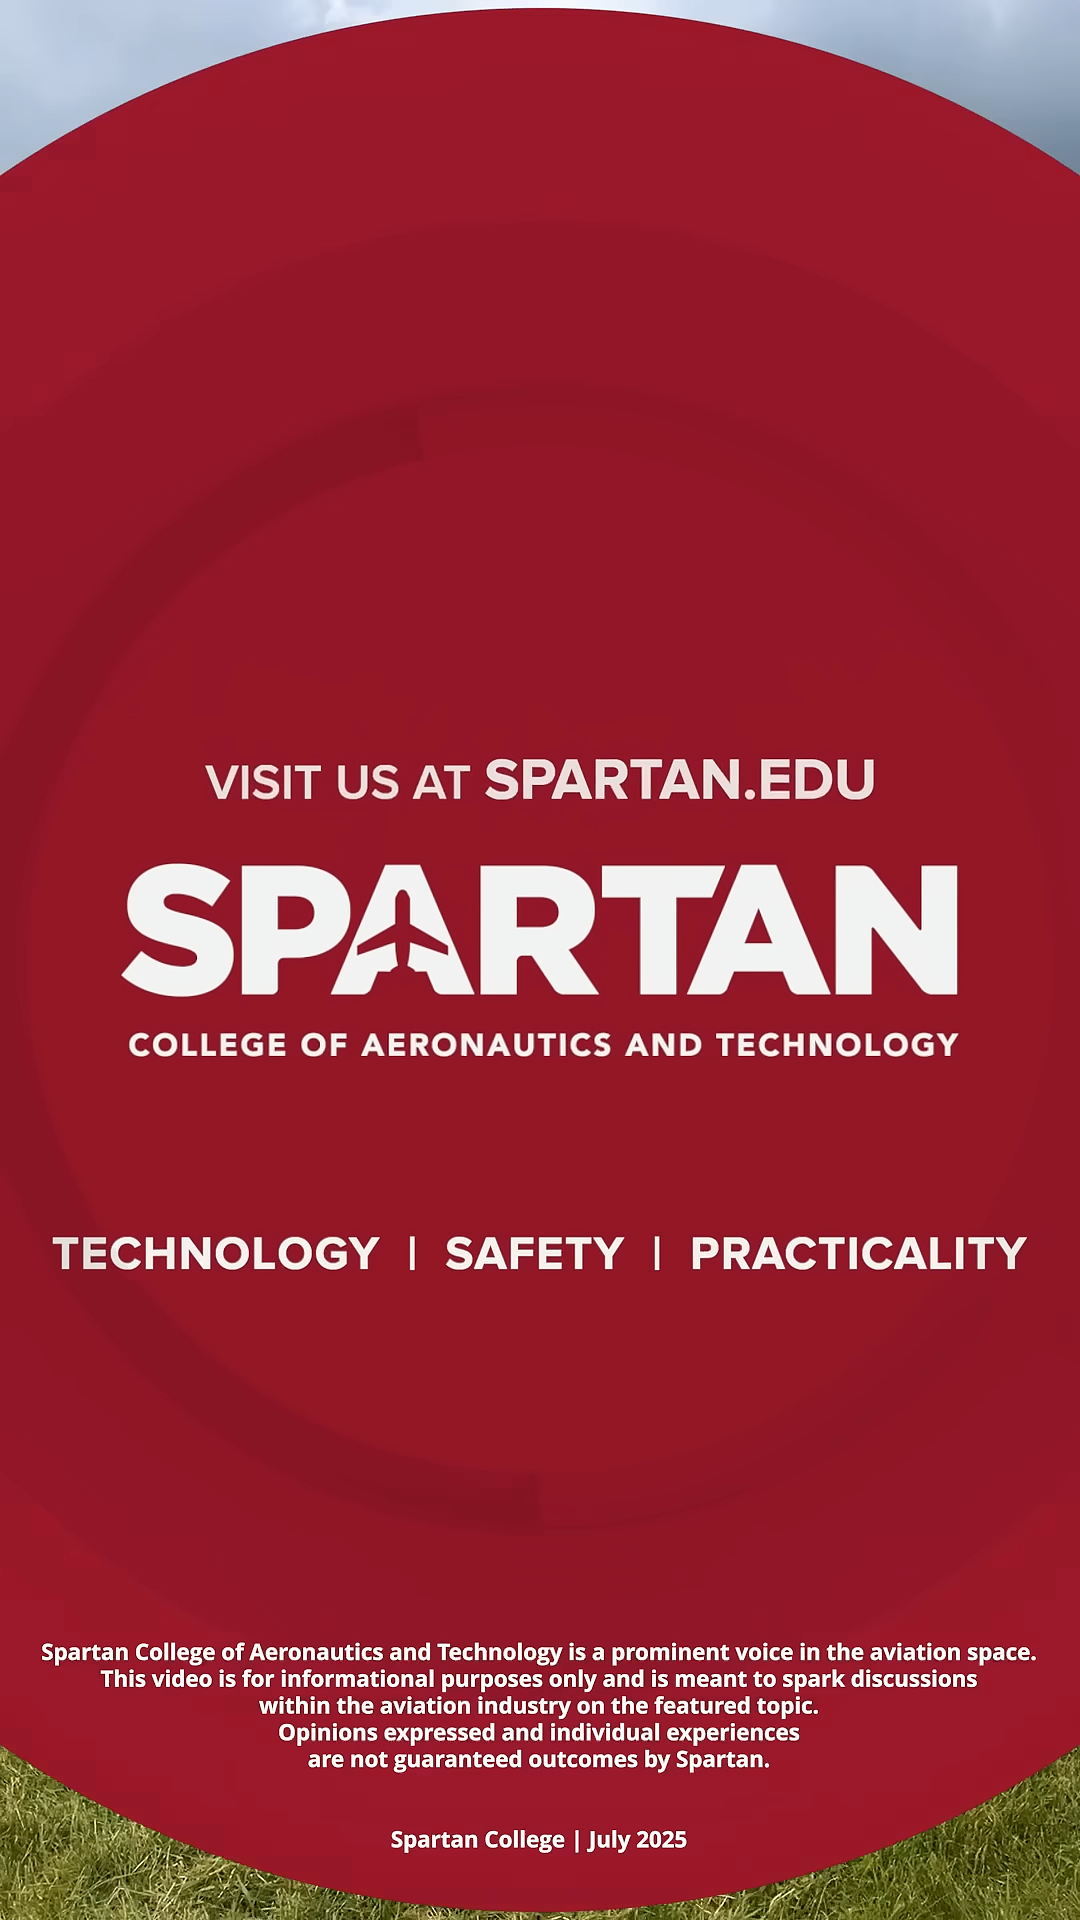 VISIT US AT SPARTAN.EDU
SPARTAN
COLLEGE OF AERONAUTICS AND TECHNOLOGY
TECHNOLOGY | SAFETY | PRACTICALITY
Spartan College of Aeronautics and Technology is a prominent voice in the aviation space.
This video is for informational purposes only and is meant to spark discussions
within the aviation industry on the featured topic.
Opinions expressed and individual experiences
are not guaranteed outcomes by Spartan.
Spartan College | July 2025